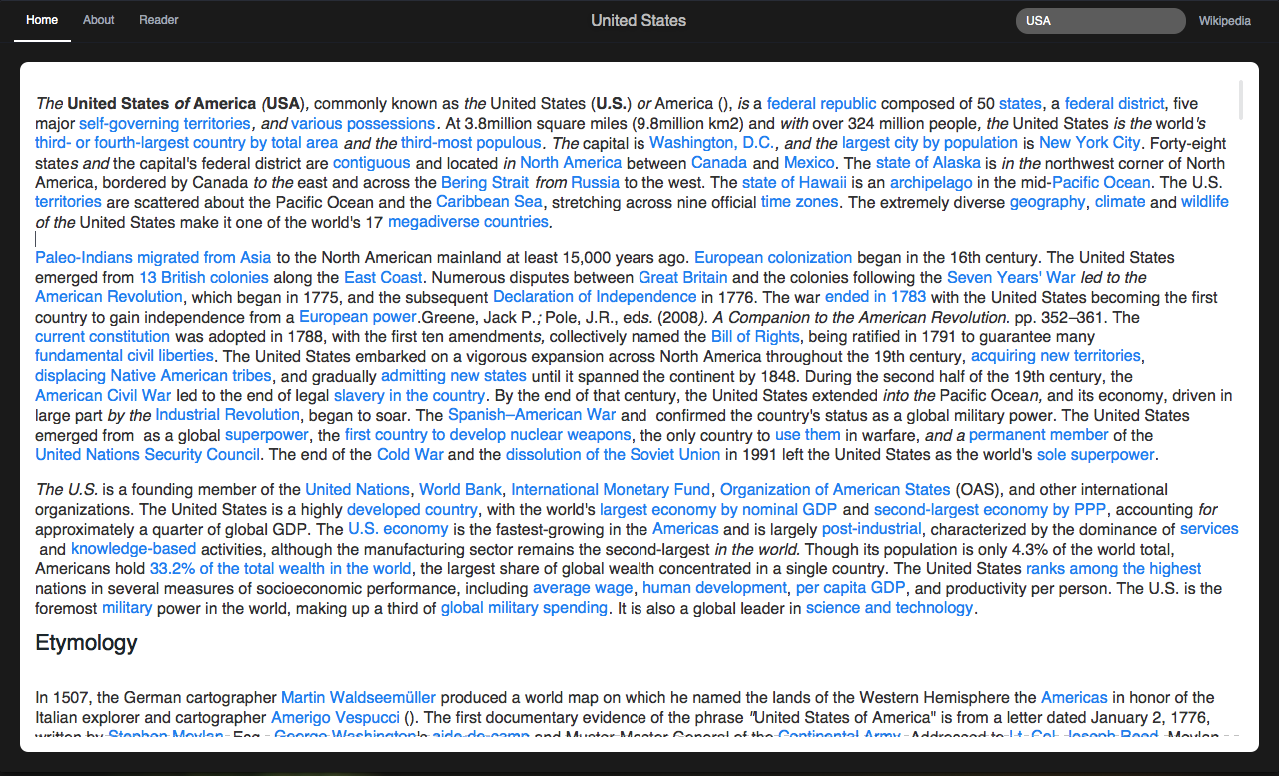 Home About Reader United States USA Wikipedia
The United States of America (USA), commonly known as the United States (U.S.) or America (), is a federal republic composed of 50 states, a federal district, five
major self-governing territories, and various possessions. At 3.8million square miles (9.8million km2) and with over 324 million people, the United States is the world's
third- or fourth-largest country by total area and the third-most populous. The capital is Washington, D.C., and the largest city by population is New York City. Forty-eight
states and the capital's federal district are contiguous and located in North America between Canada and Mexico. The state of Alaska is in the northwest corner of North
America, bordered by Canada to the east and across the Bering Strait from Russia to the west. The state of Hawaii is an archipelago in the mid-Pacific Ocean. The U.S.
territories are scattered about the Pacific Ocean and the Caribbean Sea, stretching across nine official time zones. The extremely diverse geography, climate and wildlife
of the United States make it one of the world's 17 megadiverse countries.
Paleo-Indians migrated from Asia to the North American mainland at least 15,000 years ago. European colonization began in the 16th century. The United States
emerged from 13 British colonies along the East Coast. Numerous disputes between Great Britain and the colonies following the Seven Years' War led to the
American Revolution, which began in 1775, and the subsequent Declaration of Independence in 1776. The war ended in 1783 with the United States becoming the first
country to gain independence from a European power.Greene, Jack P.; Pole, J.R., eds. (2008). A Companion to the American Revolution. pp. 352–361. The
current constitution was adopted in 1788, with the first ten amendments, collectively named the Bill of Rights, being ratified in 1791 to guarantee many
fundamental civil liberties. The United States embarked on a vigorous expansion across North America throughout the 19th century, acquiring new territories,
displacing Native American tribes, and gradually admitting new states until it spanned the continent by 1848. During the second half of the 19th century, the
American Civil War led to the end of legal slavery in the country. By the end of that century, the United States extended into the Pacific Ocean, and its economy, driven in
large part by the Industrial Revolution, began to soar. The Spanish–American War and confirmed the country's status as a global military power. The United States
emerged from as a global superpower, the first country to develop nuclear weapons, the only country to use them in warfare, and a permanent member of the
United Nations Security Council. The end of the Cold War and the dissolution of the Soviet Union in 1991 left the United States as the world's sole superpower.
The U.S. is a founding member of the United Nations, World Bank, International Monetary Fund, Organization of American States (OAS), and other international
organizations. The United States is a highly developed country, with the world's largest economy by nominal GDP and second-largest economy by PPP, accounting for
approximately a quarter of global GDP. The U.S. economy is the fastest-growing in the Americas and is largely post-industrial, characterized by the dominance of services
and knowledge-based activities, although the manufacturing sector remains the second-largest in the world. Though its population is only 4.3% of the world total,
Americans hold 33.2% of the total wealth in the world, the largest share of global wealth concentrated in a single country. The United States ranks among the highest
nations in several measures of socioeconomic performance, including average wage, human development, per capita GDP, and productivity per person. The U.S. is the
foremost military power in the world, making up a third of global military spending. It is also a global leader in science and technology.
Etymology
In 1507, the German cartographer Martin Waldseemüller produced a world map on which he named the lands of the Western Hemisphere the Americas in honor of the
Italian explorer and cartographer Amerigo Vespucci (). The first documentary evidence of the phrase "United States of America" is from a letter dated January 2, 1776,
written by Stephen Moylan, Esq., George Washington's aide-de-camp and Muster-Master General of the Continental Army. Addressed to Lt. Col. Joseph Reed, Moylan